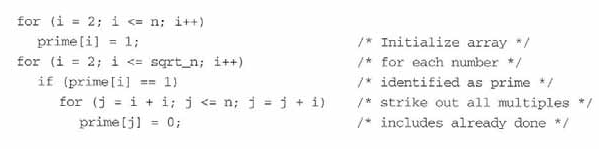 for (i = 2; i <= n; i++)
prime[i] = 1; /* Initialize array */
for (i = 2; i <= sqrt_n; i++) /* for each number */
if (prime[i] == 1) /* identified as prime */
for (j = i + i; j <= n; j = j + i) /* strike out all multiples */
prime[j] = 0; /* includes already done */